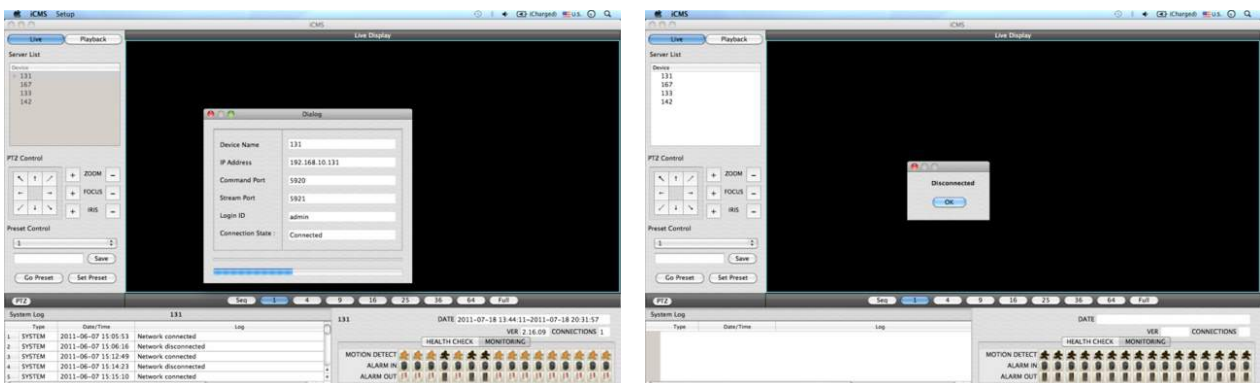 iCMS Setup
(Charged) U.S.
iCMS
Live Playback
Live Display
Server List
Device
131
167
133
142
Dialog
Device Name 131
IP Address 192.168.10.131
Command Port 5920
Stream Port 5921
Login ID admin
Connection State : Connected
PTZ Control
+ ZOOM -
+ FOCUS -
+ IRIS -
Preset Control
1
Save
Go Preset Set Preset
PTZ
Seq 1 4 9 16 25 36 64 Full
System Log 131
Type Date/Time Log
1 SYSTEM 2011-06-07 15:05:53 Network connected
2 SYSTEM 2011-06-07 15:06:16 Network disconnected
3 SYSTEM 2011-06-07 15:12:49 Network connected
4 SYSTEM 2011-06-07 15:14:23 Network disconnected
5 SYSTEM 2011-06-07 15:15:10 Network connected
131 DATE 2011-07-18 13:44:11~2011-07-18 20:31:57
VER 2.16.09 CONNECTIONS 1
HEALTH CHECK MONITORING
MOTION DETECT
ALARM IN
ALARM OUT
iCMS
(Charged) U.S.
iCMS
Live Playback
Live Display
Server List
Device
131
167
133
142
Disconnected
OK
PTZ Control
+ ZOOM -
+ FOCUS -
+ IRIS -
Preset Control
1
Save
Go Preset Set Preset
PTZ
Seq 1 4 9 16 25 36 64 Full
System Log
Type Date/Time Log
DATE
VER CONNECTIONS
HEALTH CHECK MONITORING
MOTION DETECT
ALARM IN
ALARM OUT